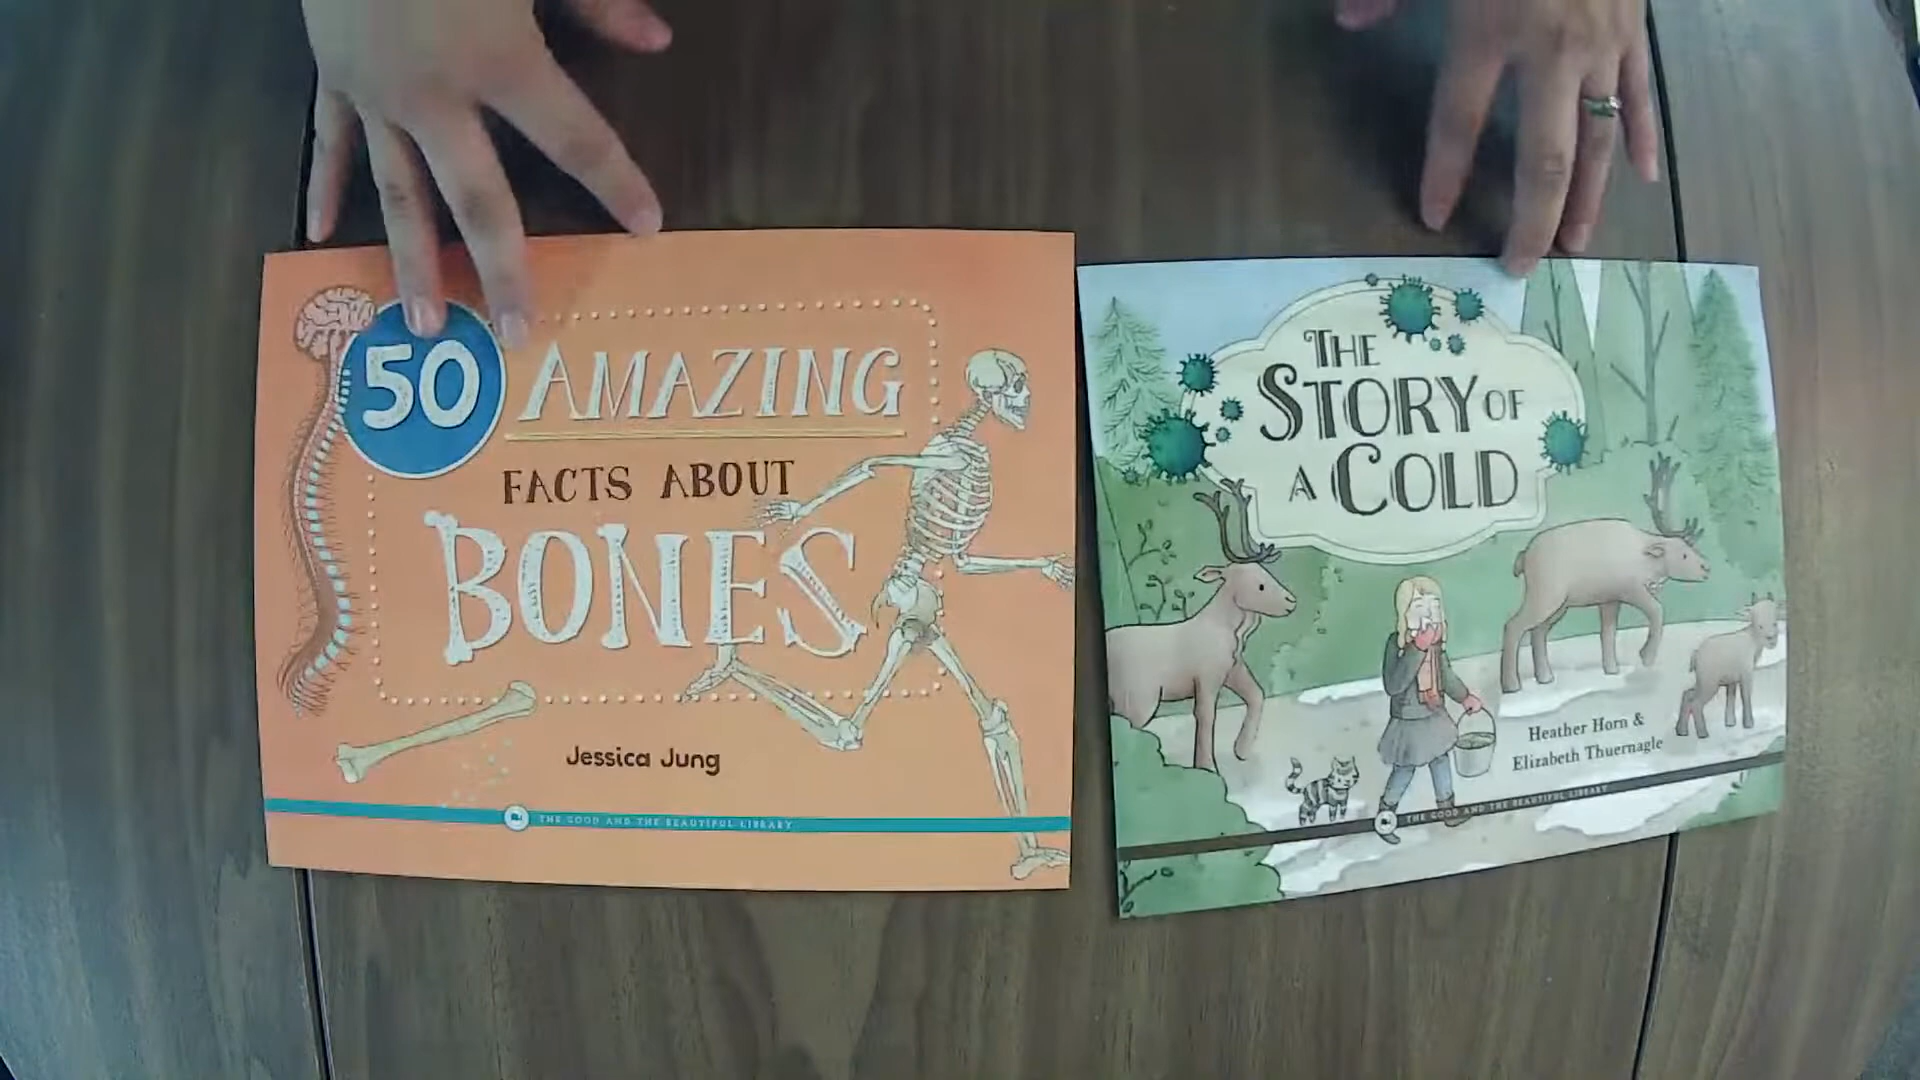 50 AMAZING
FACTS ABOUT
BONES
Jessica Jung
THE GOOD AND THE BEAUTIFUL LIBRARY
THE
STORY OF
A COLD
Heather Horn &
Elizabeth Thuernagle
THE GOOD AND THE BEAUTIFUL LIBRARY